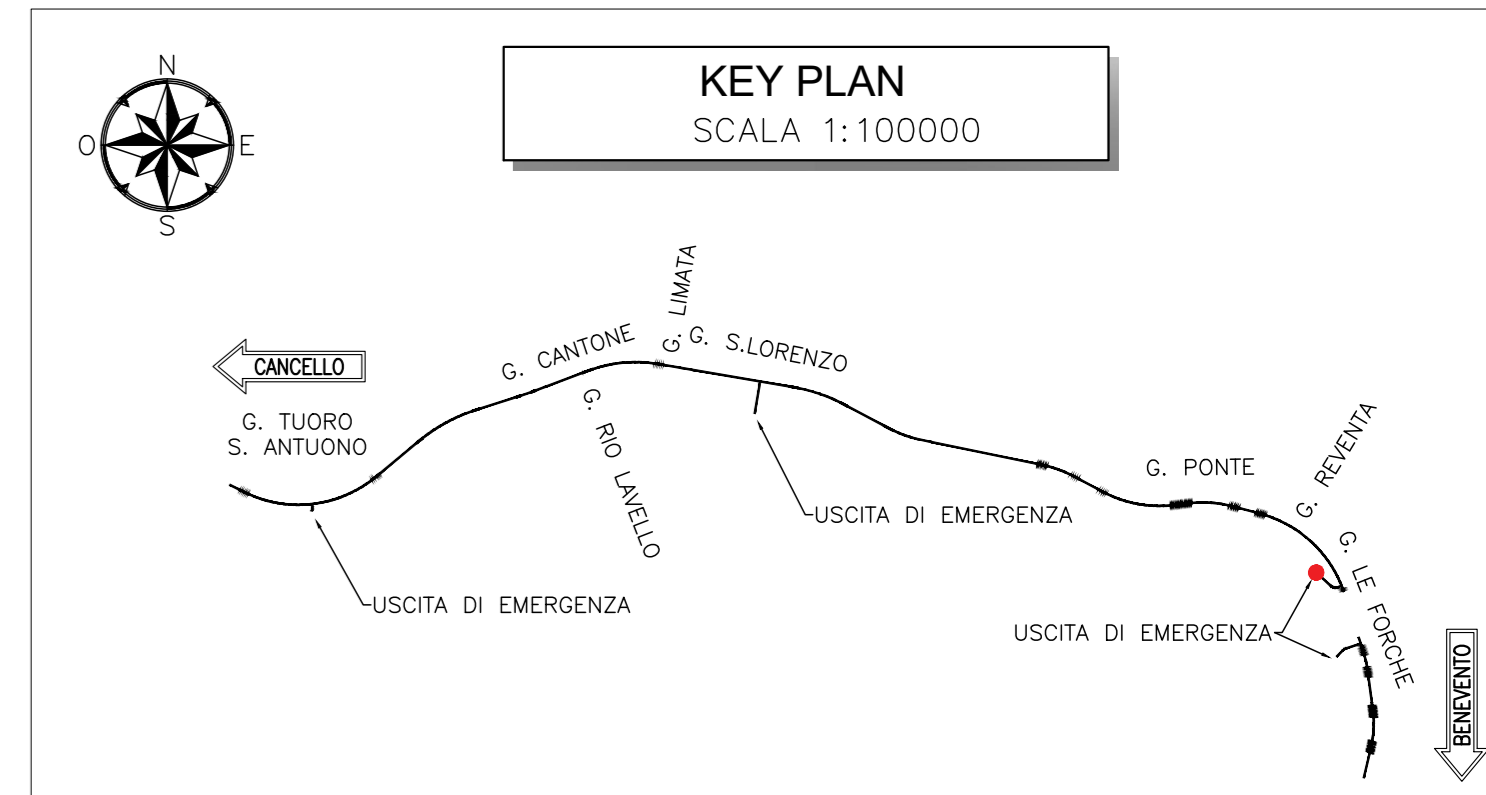 KEY PLAN
SCALA 1:100000
N
O
E
S
CANCELLO
G. TUORO
S. ANTUONO
G. CANTONE
G. LIMATA
G. S.LORENZO
G. RIO LAVELLO
USCITA DI EMERGENZA
USCITA DI EMERGENZA
G. PONTE
G. REVENTA
G. LE FORCHE
USCITA DI EMERGENZA
BENEVENTO